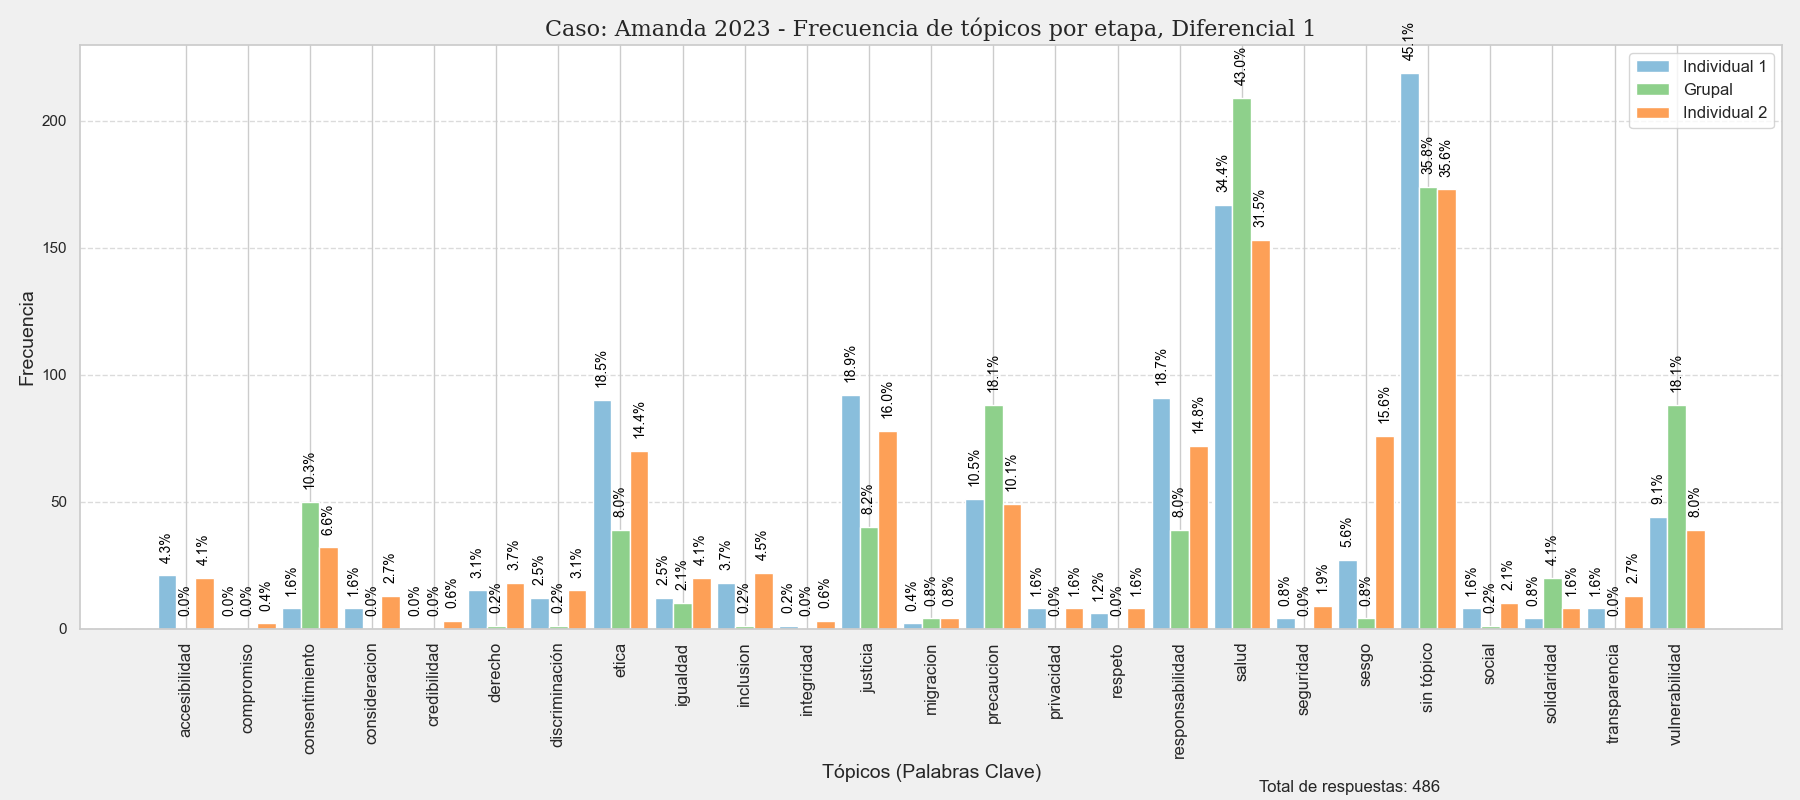 Caso: Amanda 2023 - Frecuencia de tópicos por etapa, Diferencial 1
Individual 1
Grupal
Individual 2
Frecuencia
200
150
100
50
0
4.3%
0.0%
4.1%
0.0%
0.0%
0.4%
1.6%
10.3%
6.6%
1.6%
0.0%
2.7%
0.0%
0.0%
0.6%
3.1%
0.2%
3.7%
2.5%
0.2%
3.1%
18.5%
8.0%
14.4%
2.5%
2.1%
4.1%
3.7%
0.2%
4.5%
0.2%
0.0%
0.6%
18.9%
8.2%
16.0%
0.4%
0.8%
0.8%
10.5%
18.1%
10.1%
1.6%
0.0%
1.6%
1.2%
0.0%
1.6%
18.7%
8.0%
14.8%
34.4%
43.0%
31.5%
0.8%
0.0%
1.9%
5.6%
0.8%
15.6%
45.1%
35.8%
35.6%
1.6%
0.2%
2.1%
0.8%
4.1%
1.6%
1.6%
0.0%
2.7%
9.1%
18.1%
8.0%
accesibilidad
compromiso
consentimiento
consideracion
credibilidad
derecho
discriminación
etica
igualdad
inclusion
integridad
justicia
migracion
precaucion
privacidad
respeto
responsabilidad
salud
seguridad
sesgo
sin tópico
social
solidaridad
transparencia
vulnerabilidad
Tópicos (Palabras Clave)
Total de respuestas: 486